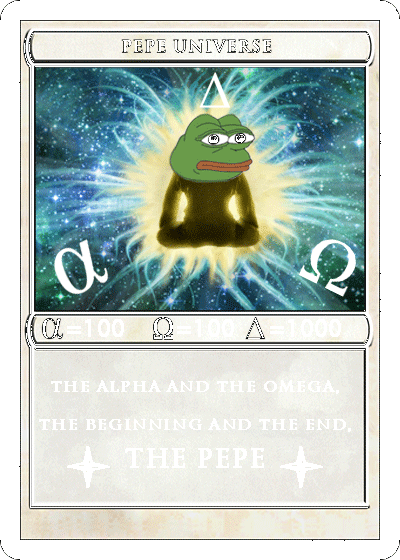 PEPE UNIVERSE
Δ
α
Ω
α=100 Ω=100 Δ=1000
THE ALPHA AND THE OMEGA,
THE BEGINNING AND THE END,
THE PEPE